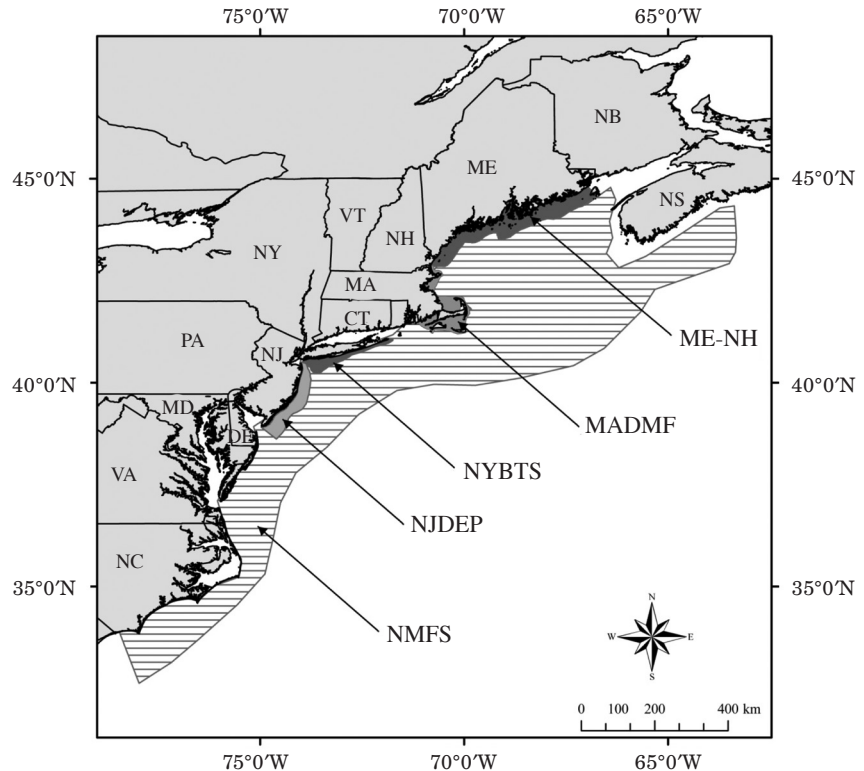 75°0'W 70°0'W 65°0'W
NB
ME
45°0'N 45°0'N
NS
VT
NH
NY
MA
CT
PA
ME-NH
NJ
40°0'N 40°0'N
MD
MADMF
DE
NYBTS
VA
NJDEP
NC
35°0'N 35°0'N
N
NMFS
W E
S
0 100 200 400 km
75°0'W 70°0'W 65°0'W